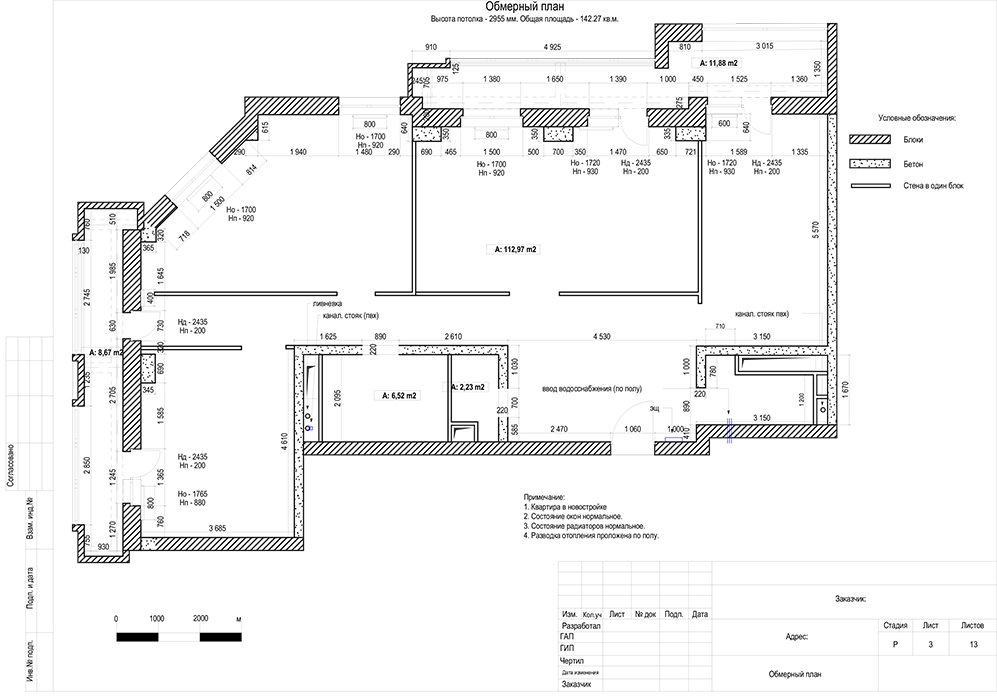 Обмерный план
Высота потолка - 2955 мм. Общая площадь - 142.27 кв.м.
910
4 925
810
3 015
125
A: 11,88 m2
1 350
245
705
975
1 380
1 650
1 390
1 000
450
1 525
1 360
275
Условные обозначения:
Блоки
Бетон
Стена в один блок
615
800
640
350
800
350
335
600
640
Но -1700
Нп - 920
290
1 940
1 480
290
690
465
1 500
500
700
350
1 470
650
721
1 589
1 335
Но -1700
Нп - 920
Но -1720
Нп - 930
Нд - 2435
Нп - 200
Но -1720
Нп - 930
Нд - 2435
Нп - 200
814
800
1 500
718
Но -1700
Нп - 920
760
510
320
130
365
1 985
1 645
2 745
400
A: 112,97 m2
5 570
ливневка
канал. стояк (пвх)
канал. стояк пвх)
Нд - 2435
Нп - 200
630
730
320
1 625
890
2 610
4 530
710
3 150
220
A: 8,67 m2
690
1 235
345
2 705
1 030
1 000
780
1 670
2 095
A: 6,52 m2
A: 2,23 m2
ввод водоснабжения (по полу)
220
1 200
1 585
220
700
890
эщ
3 150
4 610
585
2 470
1 060
1 000
410
Нд - 2435
Нп - 200
2 850
1 245
1 365
Но -1765
Нп - 880
800
760
1 270
755
930
3 685
Примечание:
1. Квартира в новостройке
2. Состояние окон нормальное.
3. Состояние радиаторов нормальное.
4. Разводка отопления проложена по полу.
Согласовано
Взам. инд.№
Подп. и дата
Инв.№ подл.
0 1000 2000 м
Изм. Кол.уч Лист № док Подп. Дата
Разработал
ГАП
ГИП
Чертил
Дата изменения
Заказчик
Заказчик:
Адрес:
Стадия Лист Листов
Р 3 13
Обмерный план